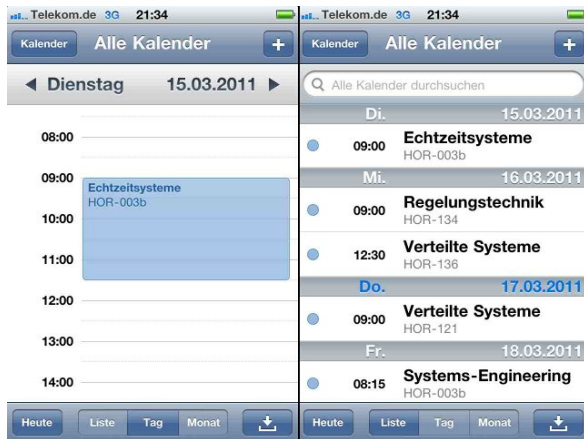 Telekom.de 3G 21:34
Kalender Alle Kalender +
Dienstag 15.03.2011
08:00
09:00
Echtzeitsysteme
HOR-003b
10:00
11:00
12:00
13:00
14:00
Heute Liste Tag Monat
Telekom.de 3G 21:34
Kalender Alle Kalender +
Alle Kalender durchsuchen
Di. 15.03.2011
09:00 Echtzeitsysteme
HOR-003b
Mi. 16.03.2011
09:00 Regelungstechnik
HOR-134
12:30 Verteilte Systeme
HOR-136
Do. 17.03.2011
09:00 Verteilte Systeme
HOR-121
Fr. 18.03.2011
08:15 Systems-Engineering
HOR-003b
Heute Liste Tag Monat